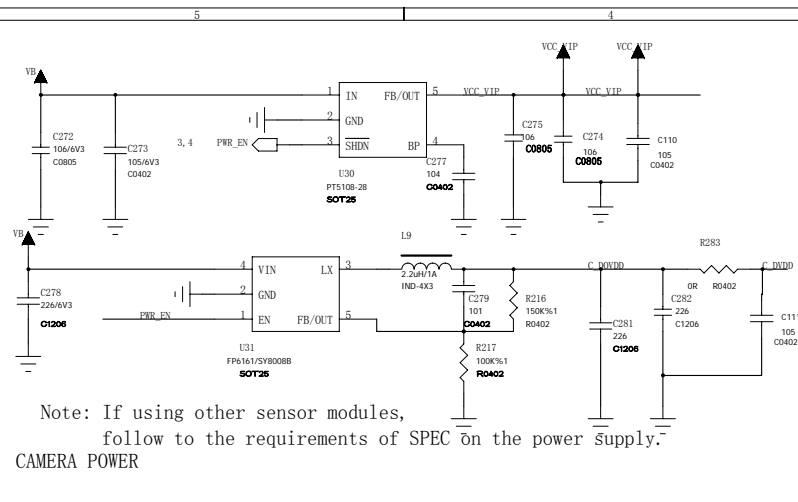 5 4
VCC_VIP VCC_VIP
VB
1 IN FB/OUT 5 VCC_VIP VCC_VIP
2 GND
3,4 PWR_EN 3 SHDN BP 4
C272
106/6V3
C0805
C273
105/6V3
C0402
U30
PT5108-28
SOT25
C277
104
C0402
C275
106
C0805
C274
106
C0805
C110
105
C0402
VB
4 VIN LX 3
2 GND
PWR_EN 1 EN FB/OUT 5
C278
226/6V3
C1206
U31
FP6161/SY8008B
SOT25
L9
2.2uH/1A
IND-4X3
C279
101
C0402
R216
150K%1
R0402
R217
100K%1
R0402
C_DOVDD
C281
226
C1206
C282
226
C1206
R283
0R R0402
C_DVDD
C111
105
C0402
Note: If using other sensor modules,
follow to the requirements of SPEC on the power supply.
CAMERA POWER